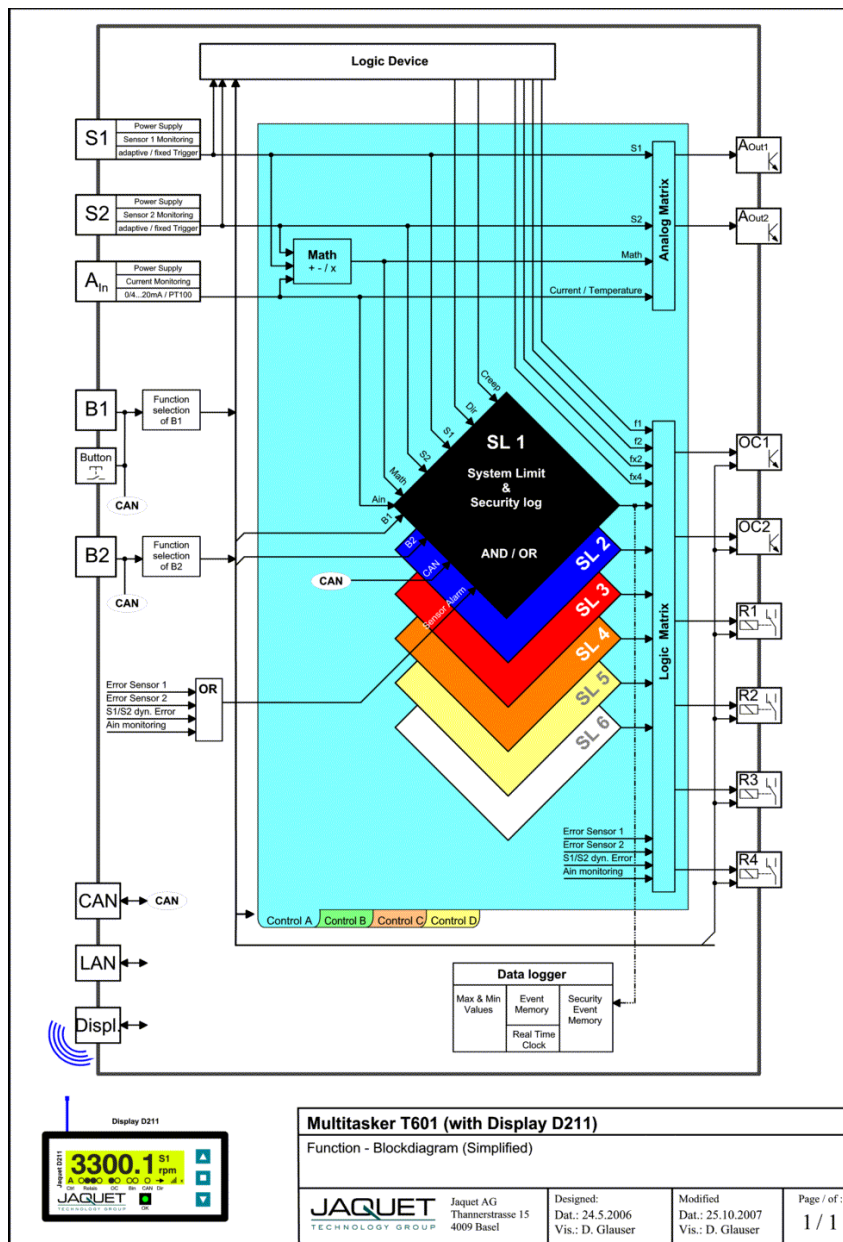 Logic Device
S1
Power Supply
Sensor 1 Monitoring
adaptive / fixed Trigger
S2
Power Supply
Sensor 2 Monitoring
adaptive / fixed Trigger
AIn
Power Supply
Current Monitoring
0/4...20mA / PT100
Math
+ - / x
S1
S2
Math
Current / Temperature
Analog Matrix
AOut1
AOut2
B1
Function
selection
of B1
Button
CAN
B2
Function
selection
of B2
CAN
Creep
Dir
S1
S2
Math
Ain
B1
B2
CAN
Sensor Alarm
CAN
SL 1
System Limit
&
Security log
AND / OR
SL 2
SL 3
SL 4
SL 5
SL 6
f1
f2
fx2
fx4
Logic Matrix
OC1
OC2
R1
R2
R3
R4
Error Sensor 1
Error Sensor 2
S1/S2 dyn. Error
Ain monitoring
OR
Error Sensor 1
Error Sensor 2
S1/S2 dyn. Error
Ain monitoring
CAN
CAN
LAN
Displ.
Control A
Control B
Control C
Control D
Data logger
Max & Min
Values
Event
Memory
Real Time
Clock
Security
Event
Memory
Display D211
Jaquet D211
3300.1
S1
rpm
A
Ctrl Relais OC Bin CAN Dir
JAQUET
TECHNOLOGY GROUP
OK
Multitasker T601 (with Display D211)
Function - Blockdiagram (Simplified)
JAQUET
TECHNOLOGY GROUP
Jaquet AG
Thannerstrasse 15
4009 Basel
Designed:
Dat.: 24.5.2006
Vis.: D. Glauser
Modified
Dat.: 25.10.2007
Vis.: D. Glauser
Page / of :
1 / 1